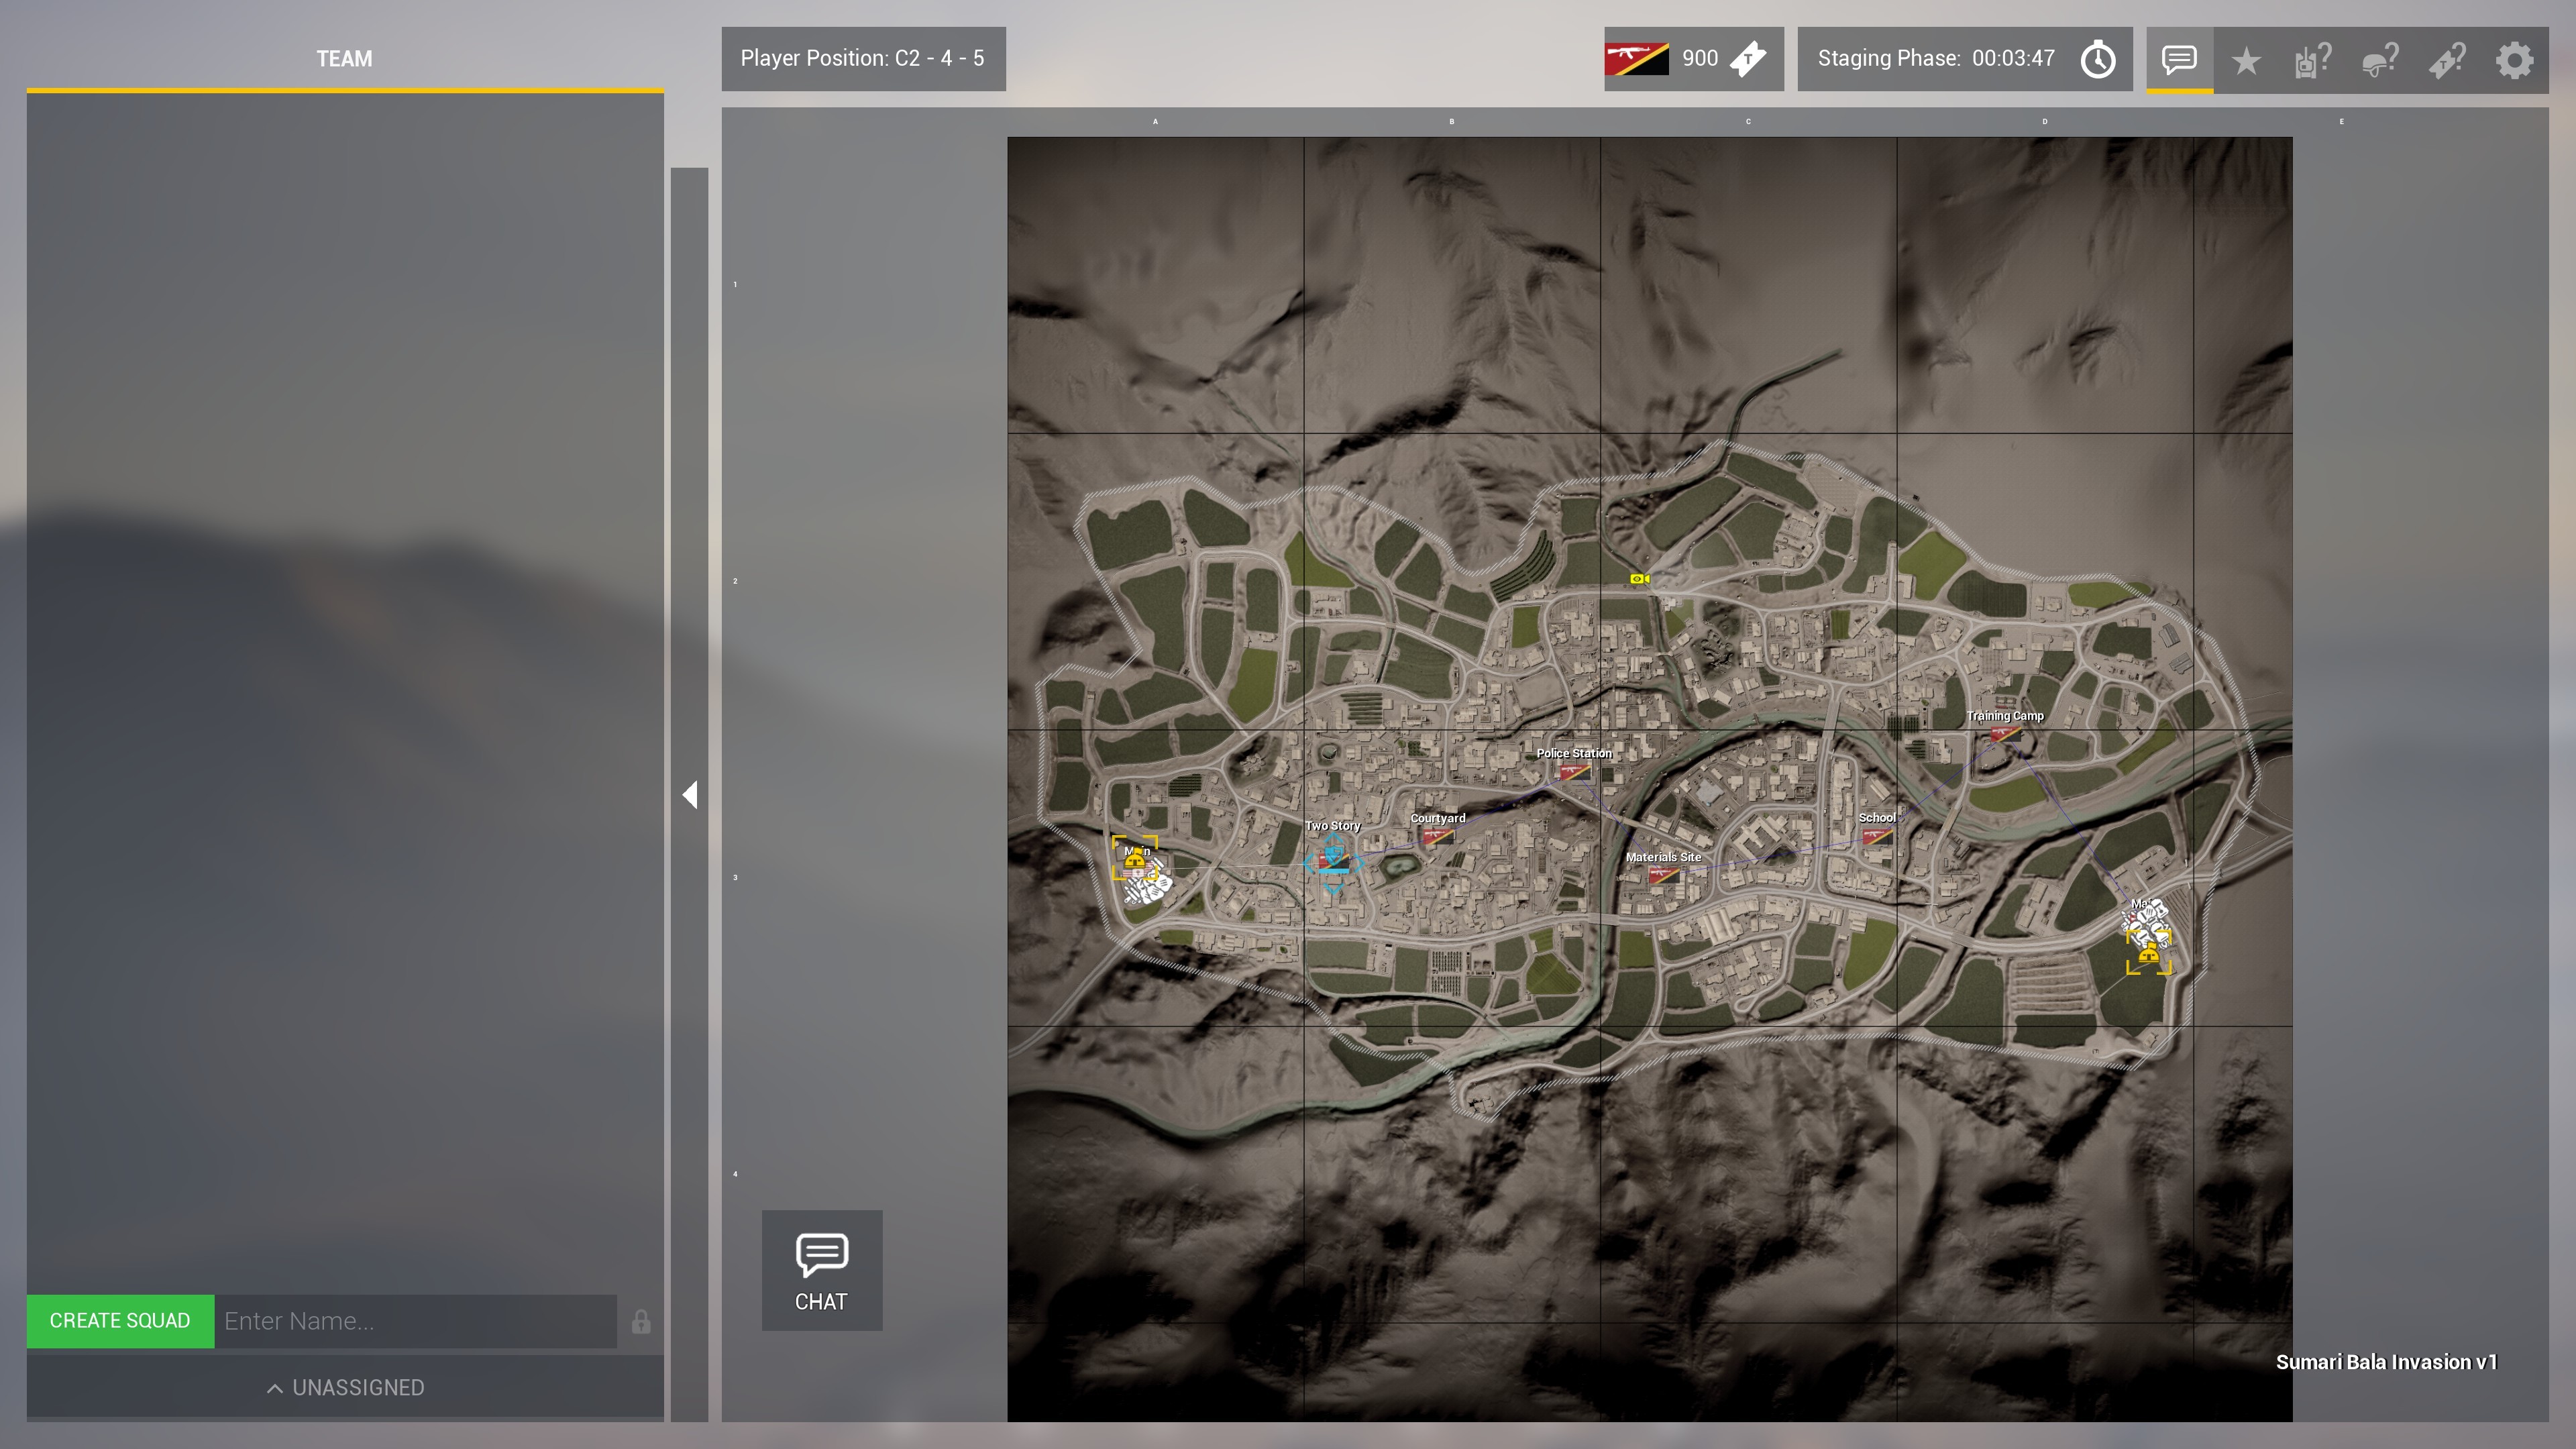 TEAM
Player Position: C2 - 4 - 5
900
T
Staging Phase: 00:03:47
?
?
T?
A
B
C
D
E
1
2
3
4
Training Camp
Police Station
Courtyard
School
Two Story
Materials Site
CHAT
CREATE SQUAD
Enter Name...
UNASSIGNED
Sumari Bala Invasion v1